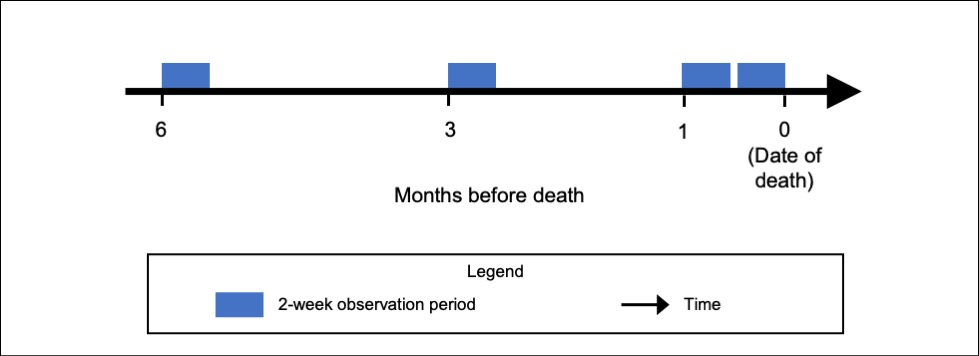 6
3
1
0
(Date of
death)
Months before death
Legend
2-week observation period
Time